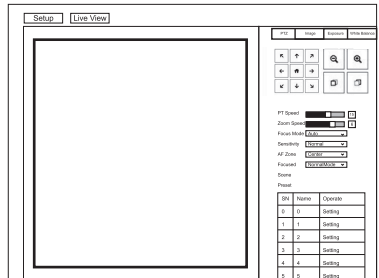 Setup Live View
PTZ Image Exposure White Balance
PT Speed
Zoom Speed
Focus Mode Auto
Sensitivity Normal
AF Zone Center
Focused NormalMode
Scene
Preset
SN Name Operate
0 0 Setting
1 1 Setting
2 2 Setting
3 3 Setting
4 4 Setting
5 5 Setting